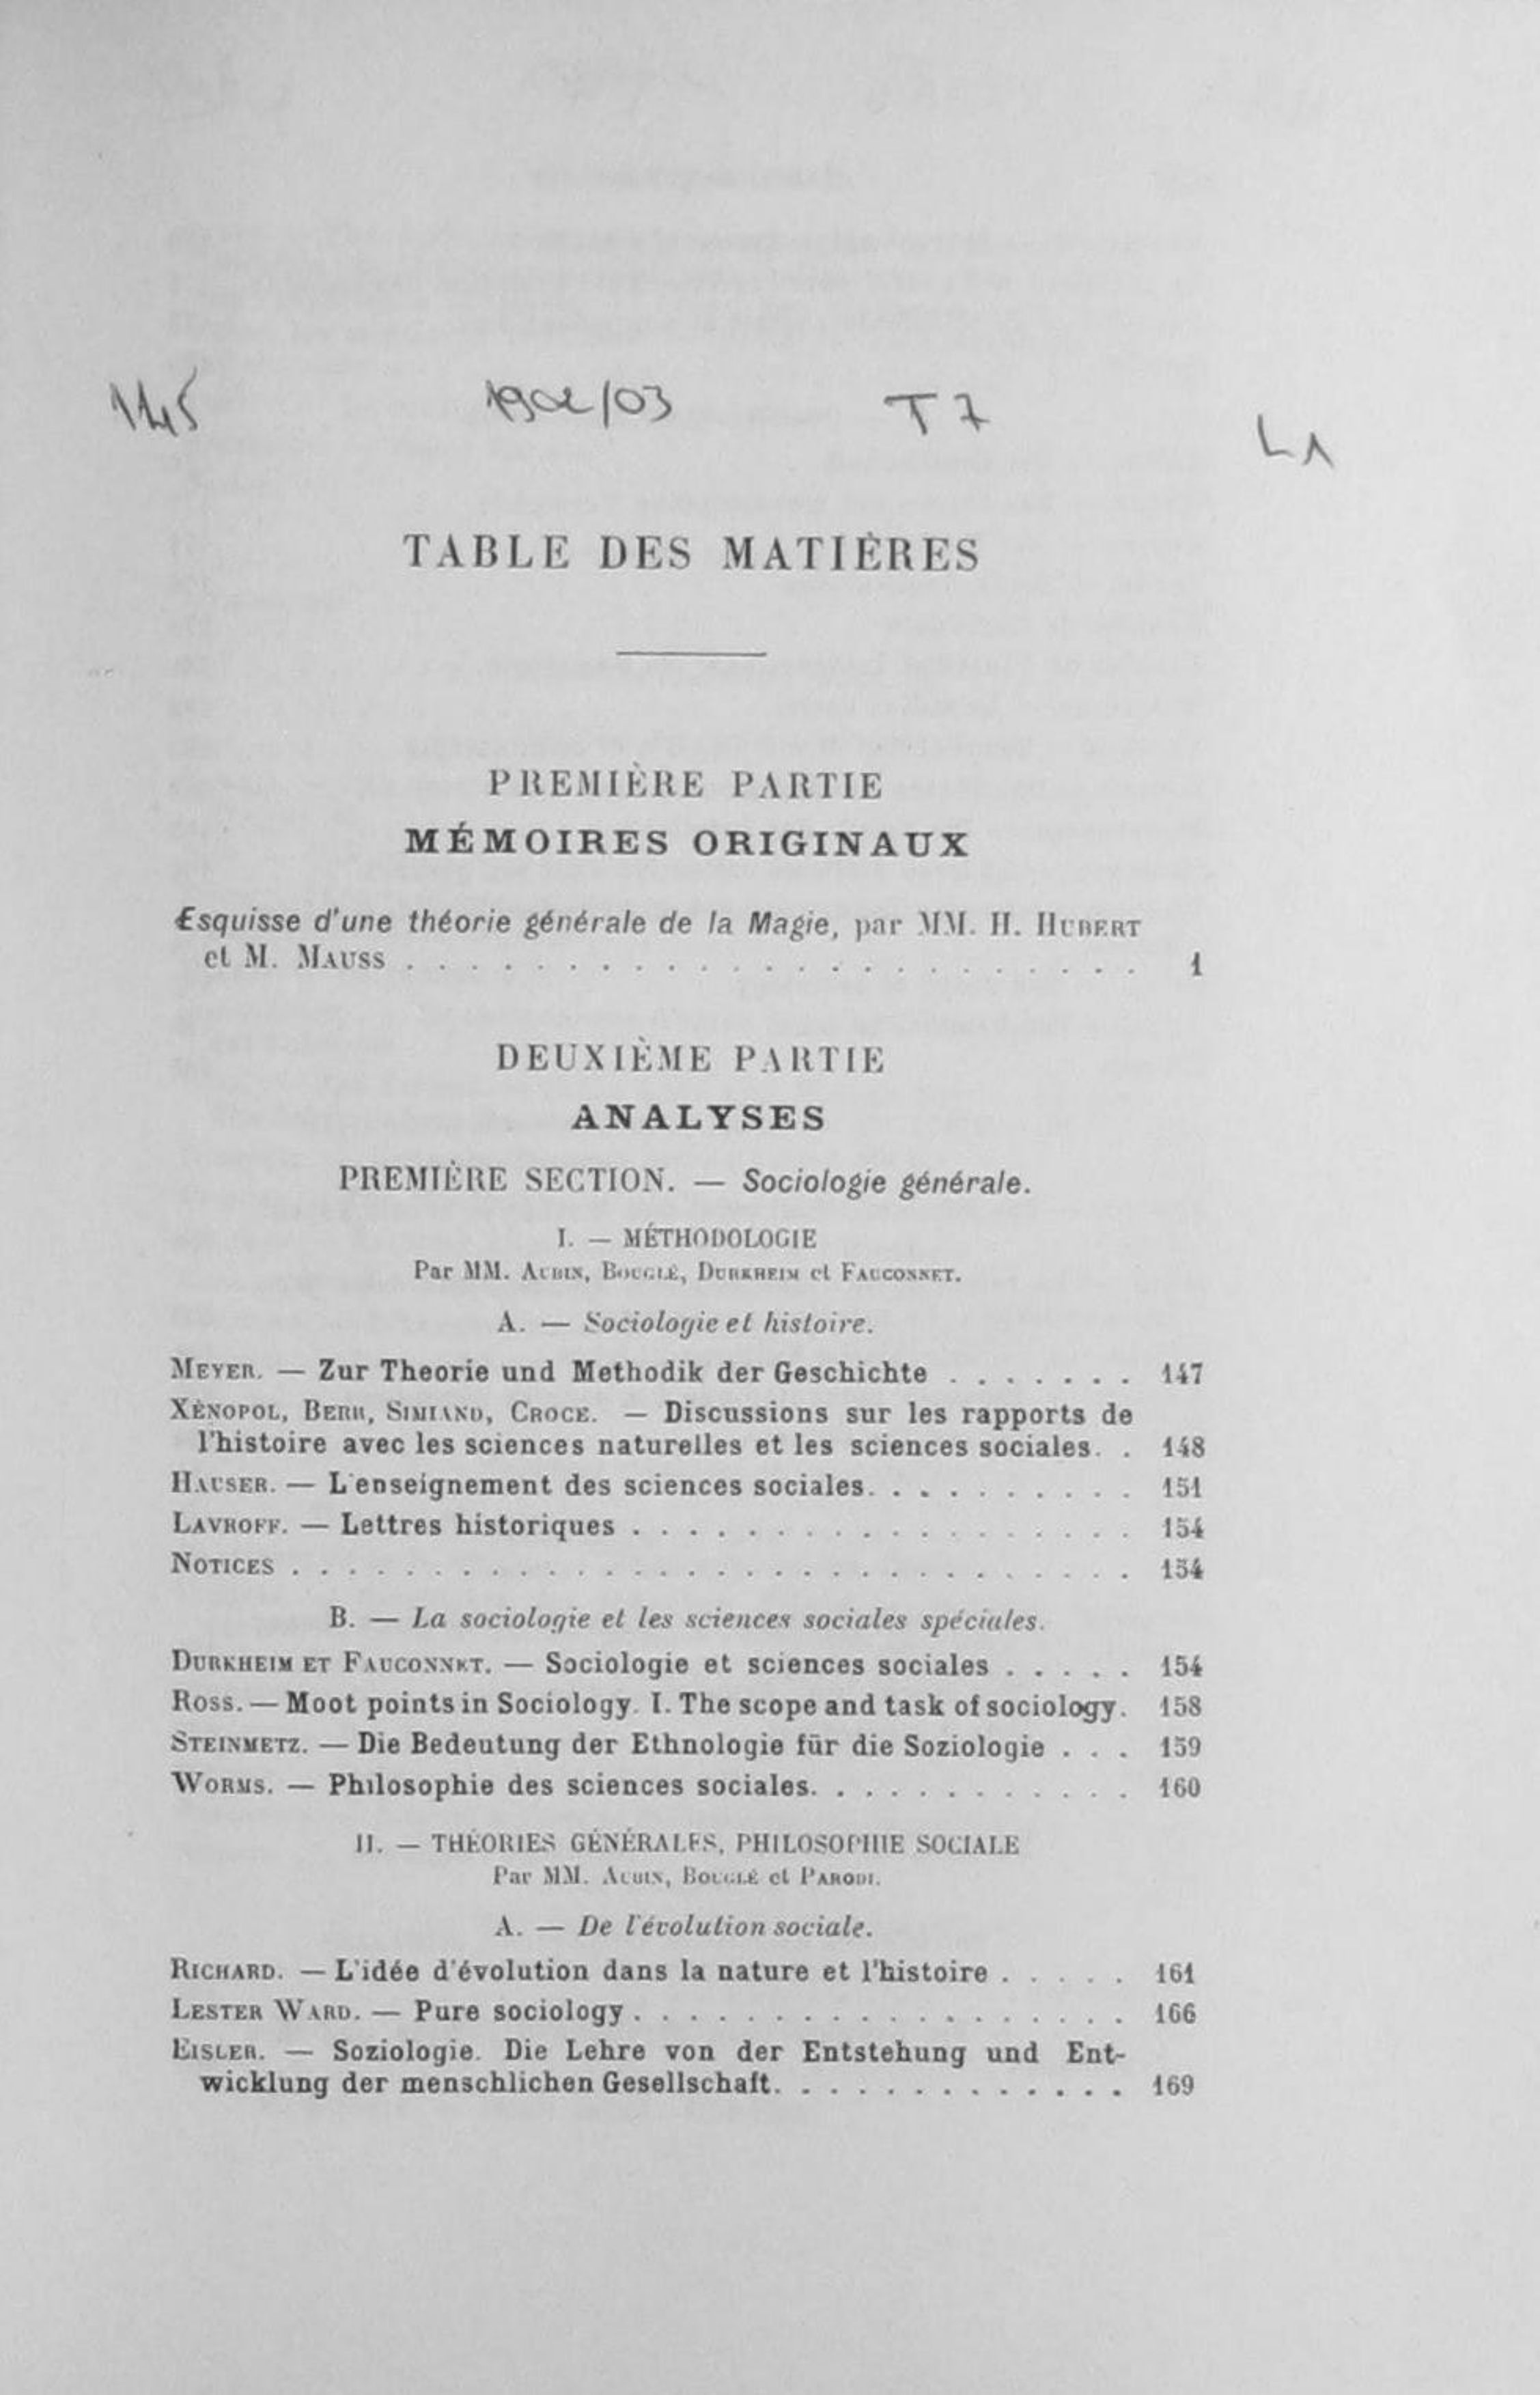 145 1902/03 T7 L1
TABLE DES MATIÈRES
PREMIÈRE PARTIE
MÉMOIRES ORIGINAUX
Esquisse d'une théorie générale de la Magie, par MM. H. HUBERT
et M. MAUSS . . . . . . . . . . . . . . . . . . . . . . . 1
DEUXIÈME PARTIE
ANALYSES
PREMIÈRE SECTION. — Sociologie générale.
I. — MÉTHODOLOGIE
Par MM. AUBIN, BOUGLÉ, DURKHEIM et FAUCONNET.
A. — Sociologie et histoire.
MEYER. — Zur Theorie und Methodik der Geschichte . . . . . . . 147
XÉNOPOL, BERR, SIMIAND, CROCE. — Discussions sur les rapports de
l'histoire avec les sciences naturelles et les sciences sociales. . 148
HAUSER. — L'enseignement des sciences sociales. . . . . . . . . . 151
LAVROFF. — Lettres historiques . . . . . . . . . . . . . . . . . . 154
NOTICES . . . . . . . . . . . . . . . . . . . . . . . . . . . . . . 154
B. — La sociologie et les sciences sociales spéciales.
DURKHEIM ET FAUCONNET. — Sociologie et sciences sociales . . . . . 154
ROSS. — Moot points in Sociology. I. The scope and task of sociology. 158
STEINMETZ. — Die Bedeutung der Ethnologie für die Soziologie . . . 159
WORMS. — Philosophie des sciences sociales. . . . . . . . . . . . 160
II. — THÉORIES GÉNÉRALES, PHILOSOPHIE SOCIALE
Par MM. AUBIN, BOUGLÉ et PARODI.
A. — De l'évolution sociale.
RICHARD. — L'idée d'évolution dans la nature et l'histoire . . . . . 161
LESTER WARD. — Pure sociology . . . . . . . . . . . . . . . . . . 166
EISLER. — Soziologie. Die Lehre von der Entstehung und Ent-
wicklung der menschlichen Gesellschaft. . . . . . . . . . . . . 169